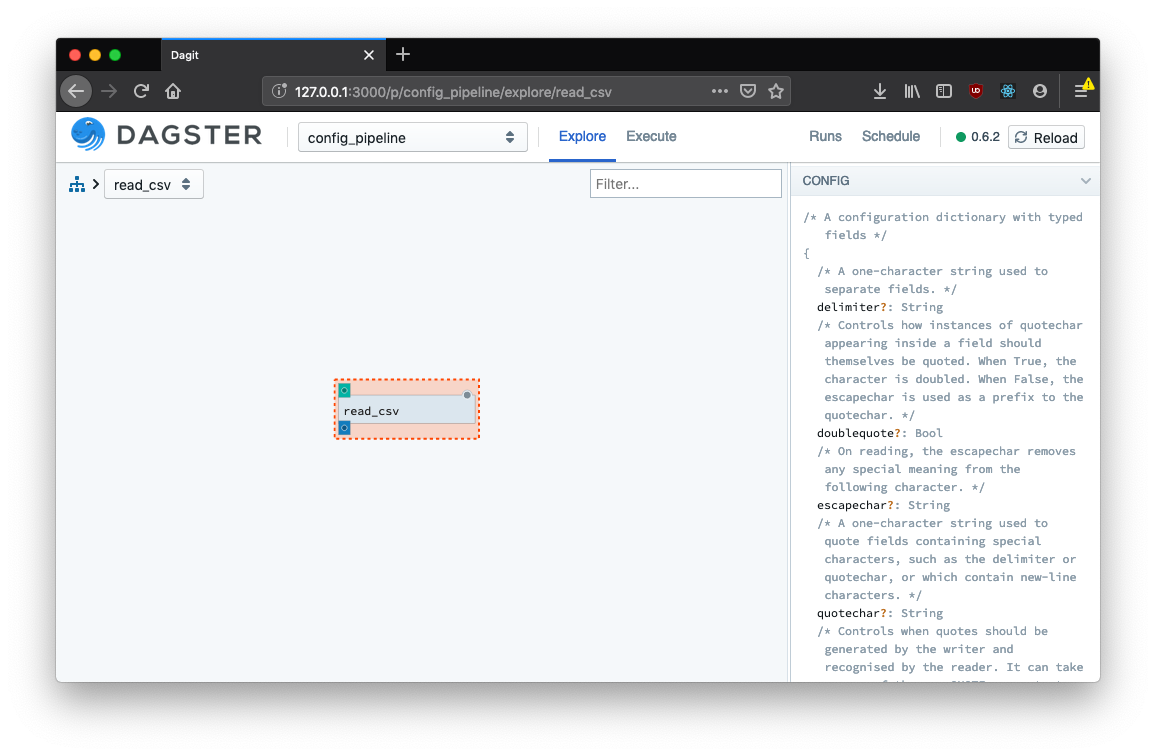 Dagit
127.0.0.1:3000/p/config_pipeline/explore/read_csv
DAGSTER
config_pipeline
Explore
Execute
Runs
Schedule
0.6.2
Reload
read_csv
Filter...
read_csv
CONFIG
/* A configuration dictionary with typed
fields */
{
/* A one-character string used to
separate fields. */
delimiter?: String
/* Controls how instances of quotechar
appearing inside a field should
themselves be quoted. When True, the
character is doubled. When False, the
escapechar is used as a prefix to the
quotechar. */
doublequote?: Bool
/* On reading, the escapechar removes
any special meaning from the
following character. */
escapechar?: String
/* A one-character string used to
quote fields containing special
characters, such as the delimiter or
quotechar, or which contain new-line
characters. */
quotechar?: String
/* Controls when quotes should be
generated by the writer and
recognised by the reader. It can take